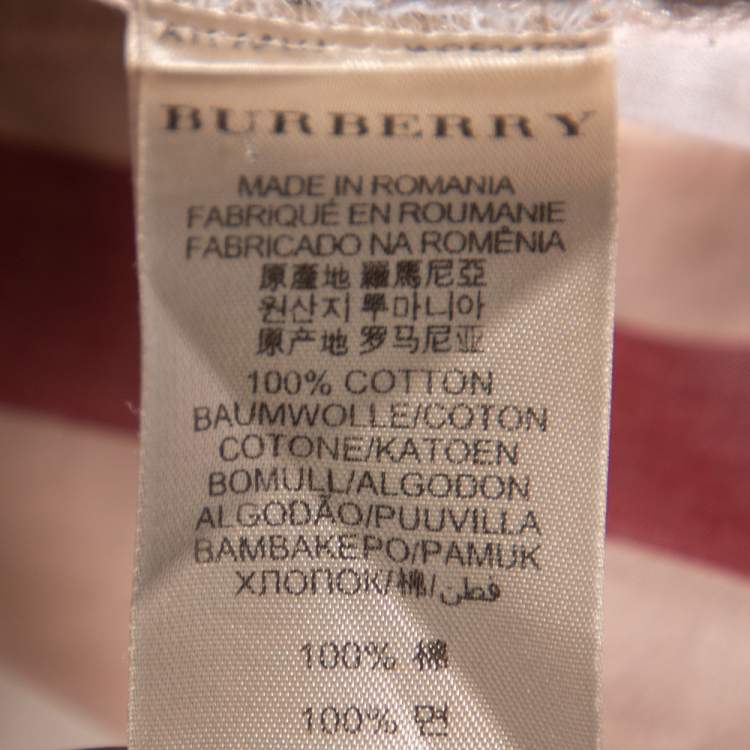 BURBERRY
MADE IN ROMANIA
FABRIQUÉ EN ROUMANIE
FABRICADO NA ROMÊNIA
原產地 羅馬尼亞
원산지 루마니아
原产地 罗马尼亚
100% COTTON
BAUMWOLLE/COTON
COTONE/KATOEN
BOMULL/ALGODON
ALGODÃO/PUUVILLA
BAMBAKEPO/PAMUK
ХЛОПОК/棉/قطن
100% 棉
100% 면